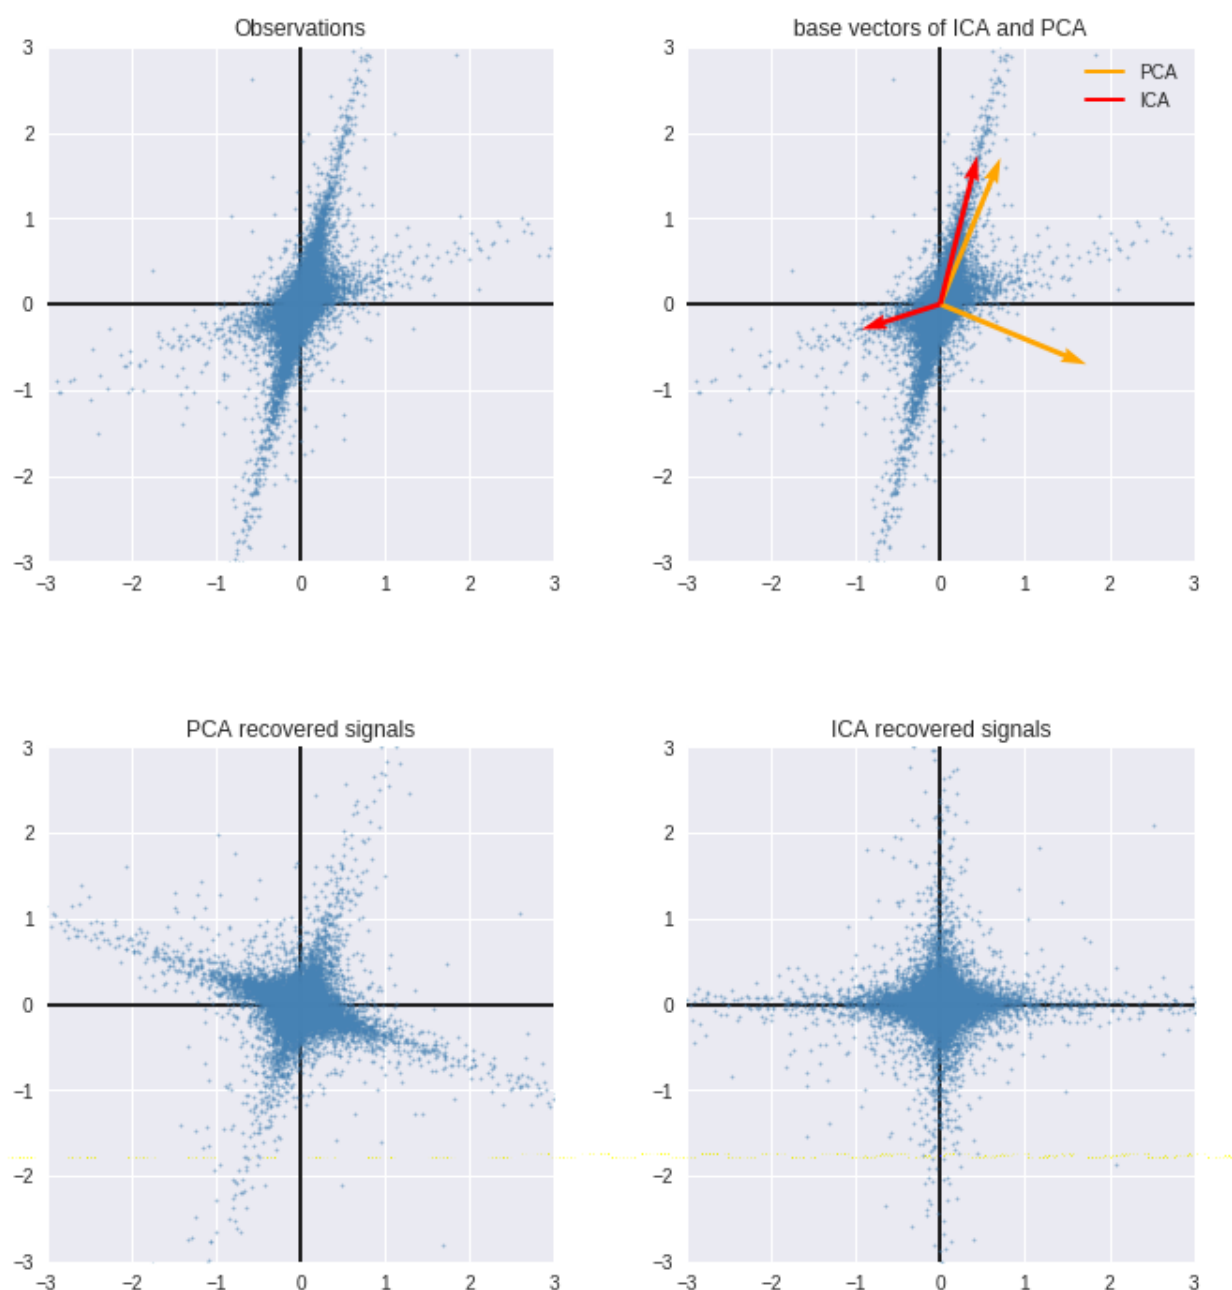 Observations
3
2
1
0
−1
−2
−3
−3 −2 −1 0 1 2 3
base vectors of ICA and PCA
PCA
ICA
3
2
1
0
−1
−2
−3
−3 −2 −1 0 1 2 3
PCA recovered signals
3
2
1
0
−1
−2
−3
−3 −2 −1 0 1 2 3
ICA recovered signals
3
2
1
0
−1
−2
−3
−3 −2 −1 0 1 2 3